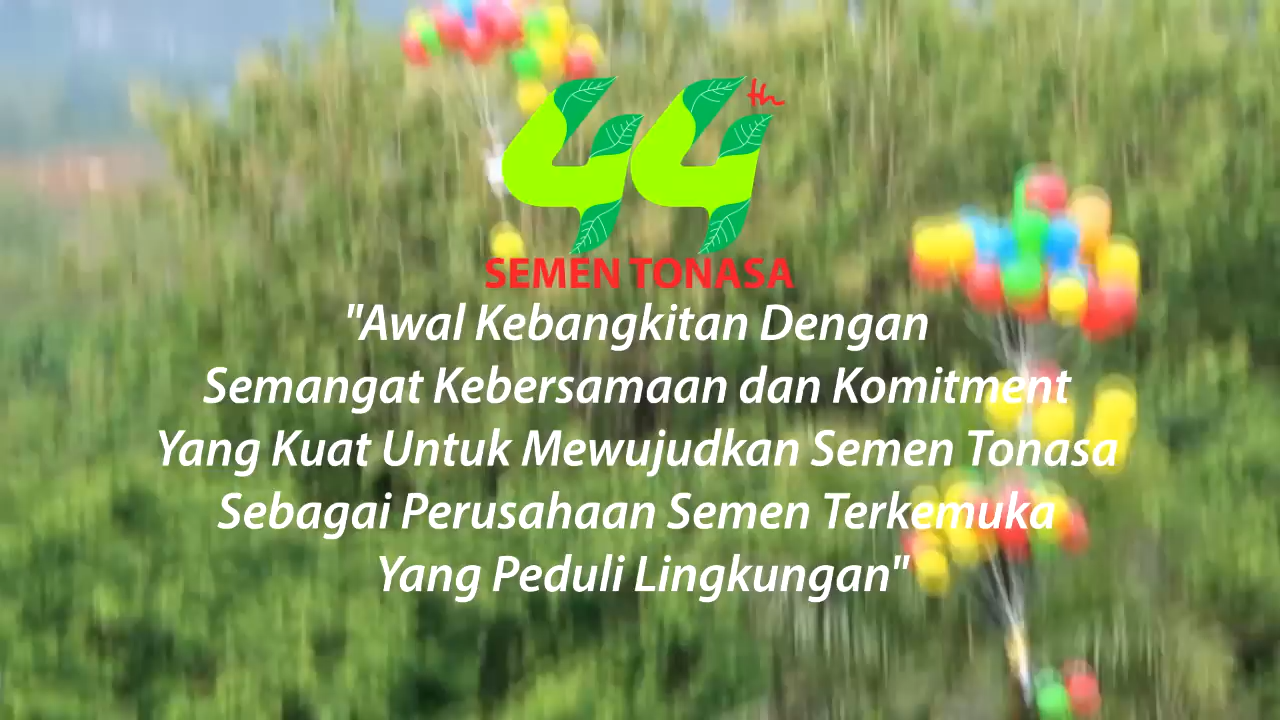 44th
SEMEN TONASA
"Awal Kebangkitan Dengan
Semangat Kebersamaan dan Komitment
Yang Kuat Untuk Mewujudkan Semen Tonasa
Sebagai Perusahaan Semen Terkemuka
Yang Peduli Lingkungan"